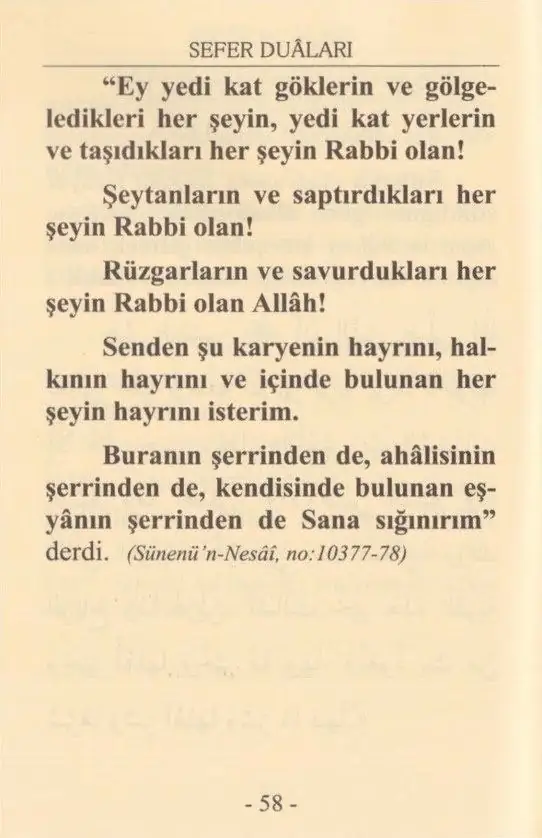 SEFER DUÂLARI
“Ey yedi kat göklerin ve gölge-
ledikleri her şeyin, yedi kat yerlerin
ve taşıdıkları her şeyin Rabbi olan!
Şeytanların ve saptırdıkları her
şeyin Rabbi olan!
Rüzgarların ve savurdukları her
şeyin Rabbi olan Allâh!
Senden şu karyenin hayrını, hal-
kının hayrını ve içinde bulunan her
şeyin hayrını isterim.
Buranın şerrinden de, ahâlisinin
şerrinden de, kendisinde bulunan eş-
yânın şerrinden de Sana sığınırım”
derdi. (Sünenü'n-Nesâî, no:10377-78)
- 58 -